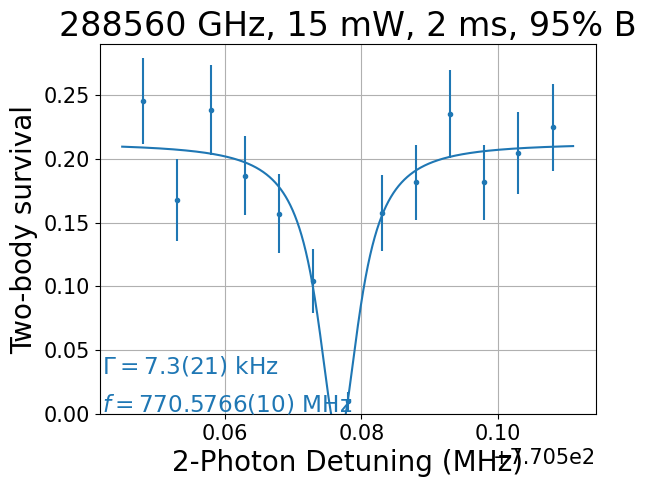 288560 GHz, 15 mW, 2 ms, 95% B
Two-body survival
0.25
0.20
0.15
0.10
0.05
0.00
Γ = 7.3(21) kHz
f = 770.5766(10) MHz
0.06 0.08 0.10
2-Photon Detuning (MHz)
+7.705e2